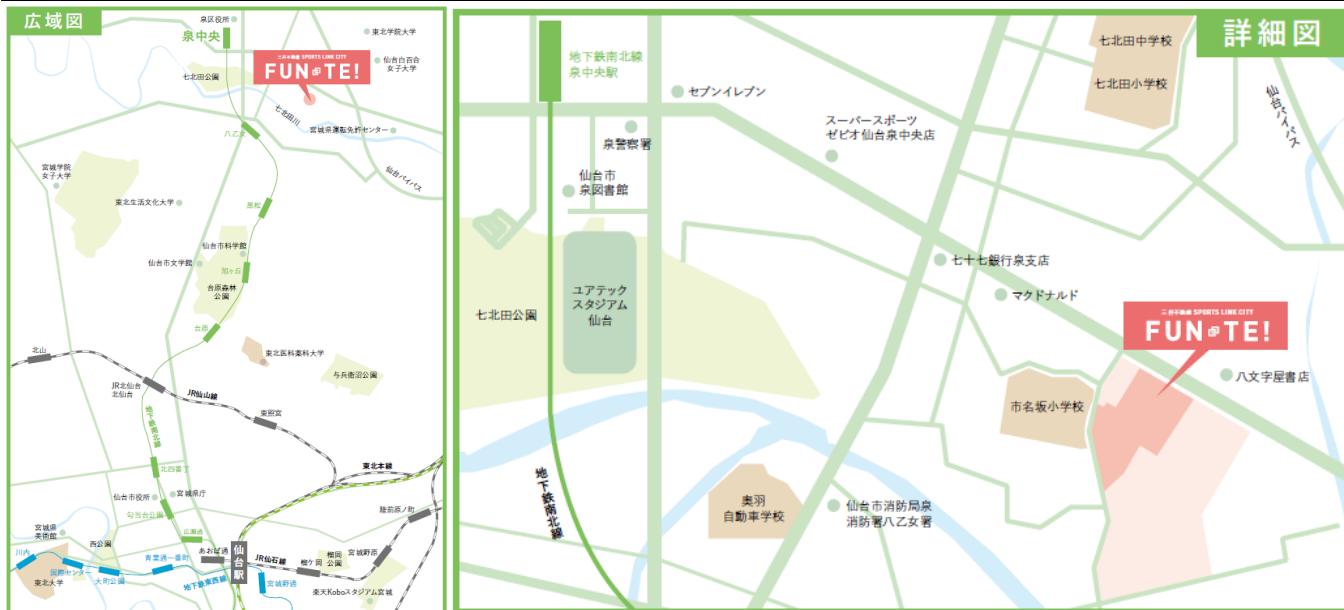 広域図
泉区役所
泉中央
東北学院大学
三井不動産 SPORTS LINK CITY
FUN TE!
仙台白百合
女子大学
七北田公園
七北田川
八乙女
宮城県運転免許センター
仙台バイパス
宮城学院
女子大学
東北生活文化大学
黒松
仙台市科学館
仙台市文学館
旭ヶ丘
台原森林
公園
台原
北山
東北医科薬科大学
与兵衛沼公園
JR北仙台
北仙台
JR仙山線
地下鉄南北線
東照宮
北四番丁
東北本線
仙台市役所
宮城県庁
勾当台公園
陸前原ノ町
宮城県
美術館
広瀬通
西公園
川内
青葉通一番町
あおば通
仙台駅
JR仙石線
榴ケ岡
榴岡
公園
宮城野原
国際センター
東北大学
大町公園
地下鉄東西線
宮城野通
楽天Koboスタジアム宮城
詳細図
地下鉄南北線
泉中央駅
七北田中学校
七北田小学校
仙台バイパス
セブンイレブン
スーパースポーツ
ゼビオ仙台泉中央店
泉警察署
仙台市
泉図書館
七十七銀行泉支店
ユアテック
スタジアム
仙台
七北田公園
マクドナルド
三井不動産 SPORTS LINK CITY
FUN TE!
八文字屋書店
市名坂小学校
地下鉄南北線
奥羽
自動車学校
仙台市消防局泉
消防署八乙女署